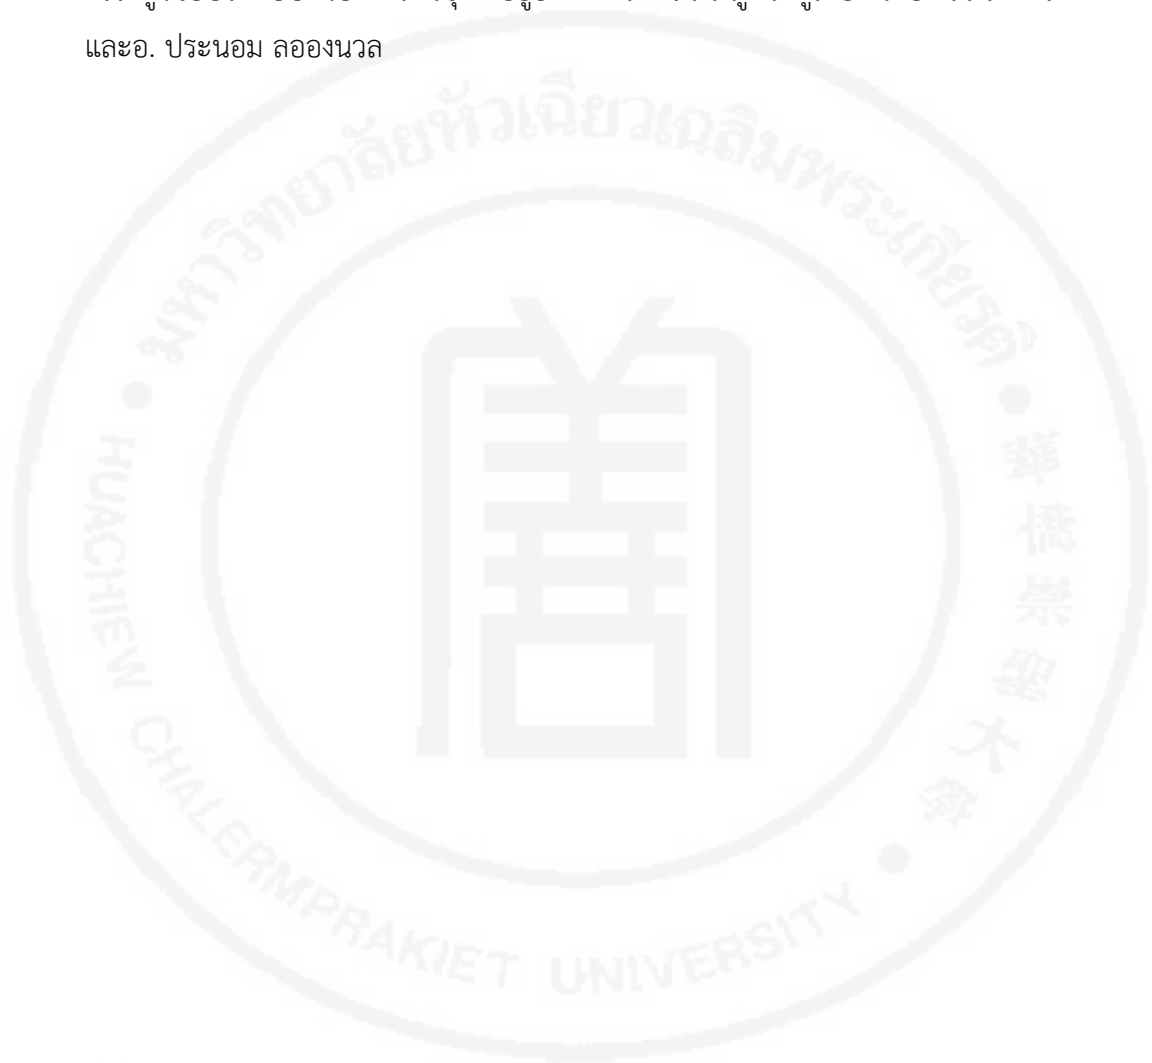 และอ. ประนอม ลอองนวล
มหาวิทยาลัยหัวเฉียวเฉลิมพระเกียรติ
華僑崇聖大學
HUACHIEW CHALERMPRAKIET UNIVERSITY